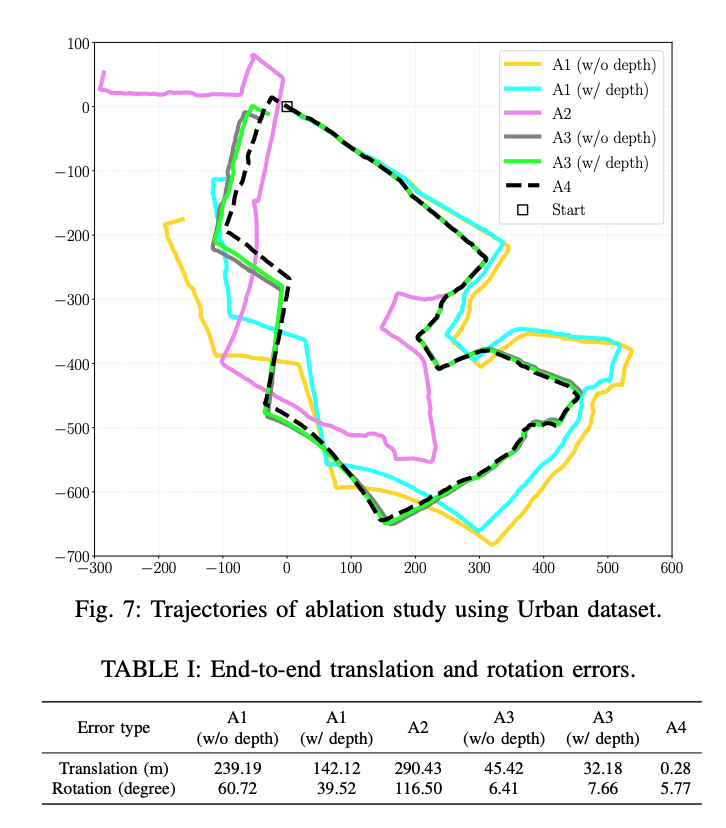 100
0
−100
−200
−300
−400
−500
−600
−700
−300 −200 −100 0 100 200 300 400 500 600
A1 (w/o depth)
A1 (w/ depth)
A2
A3 (w/o depth)
A3 (w/ depth)
A4
Start
Fig. 7: Trajectories of ablation study using Urban dataset.
TABLE I: End-to-end translation and rotation errors.
Error type A1 (w/o depth) A1 (w/ depth) A2 A3 (w/o depth) A3 (w/ depth) A4
Translation (m) 239.19 142.12 290.43 45.42 32.18 0.28
Rotation (degree) 60.72 39.52 116.50 6.41 7.66 5.77